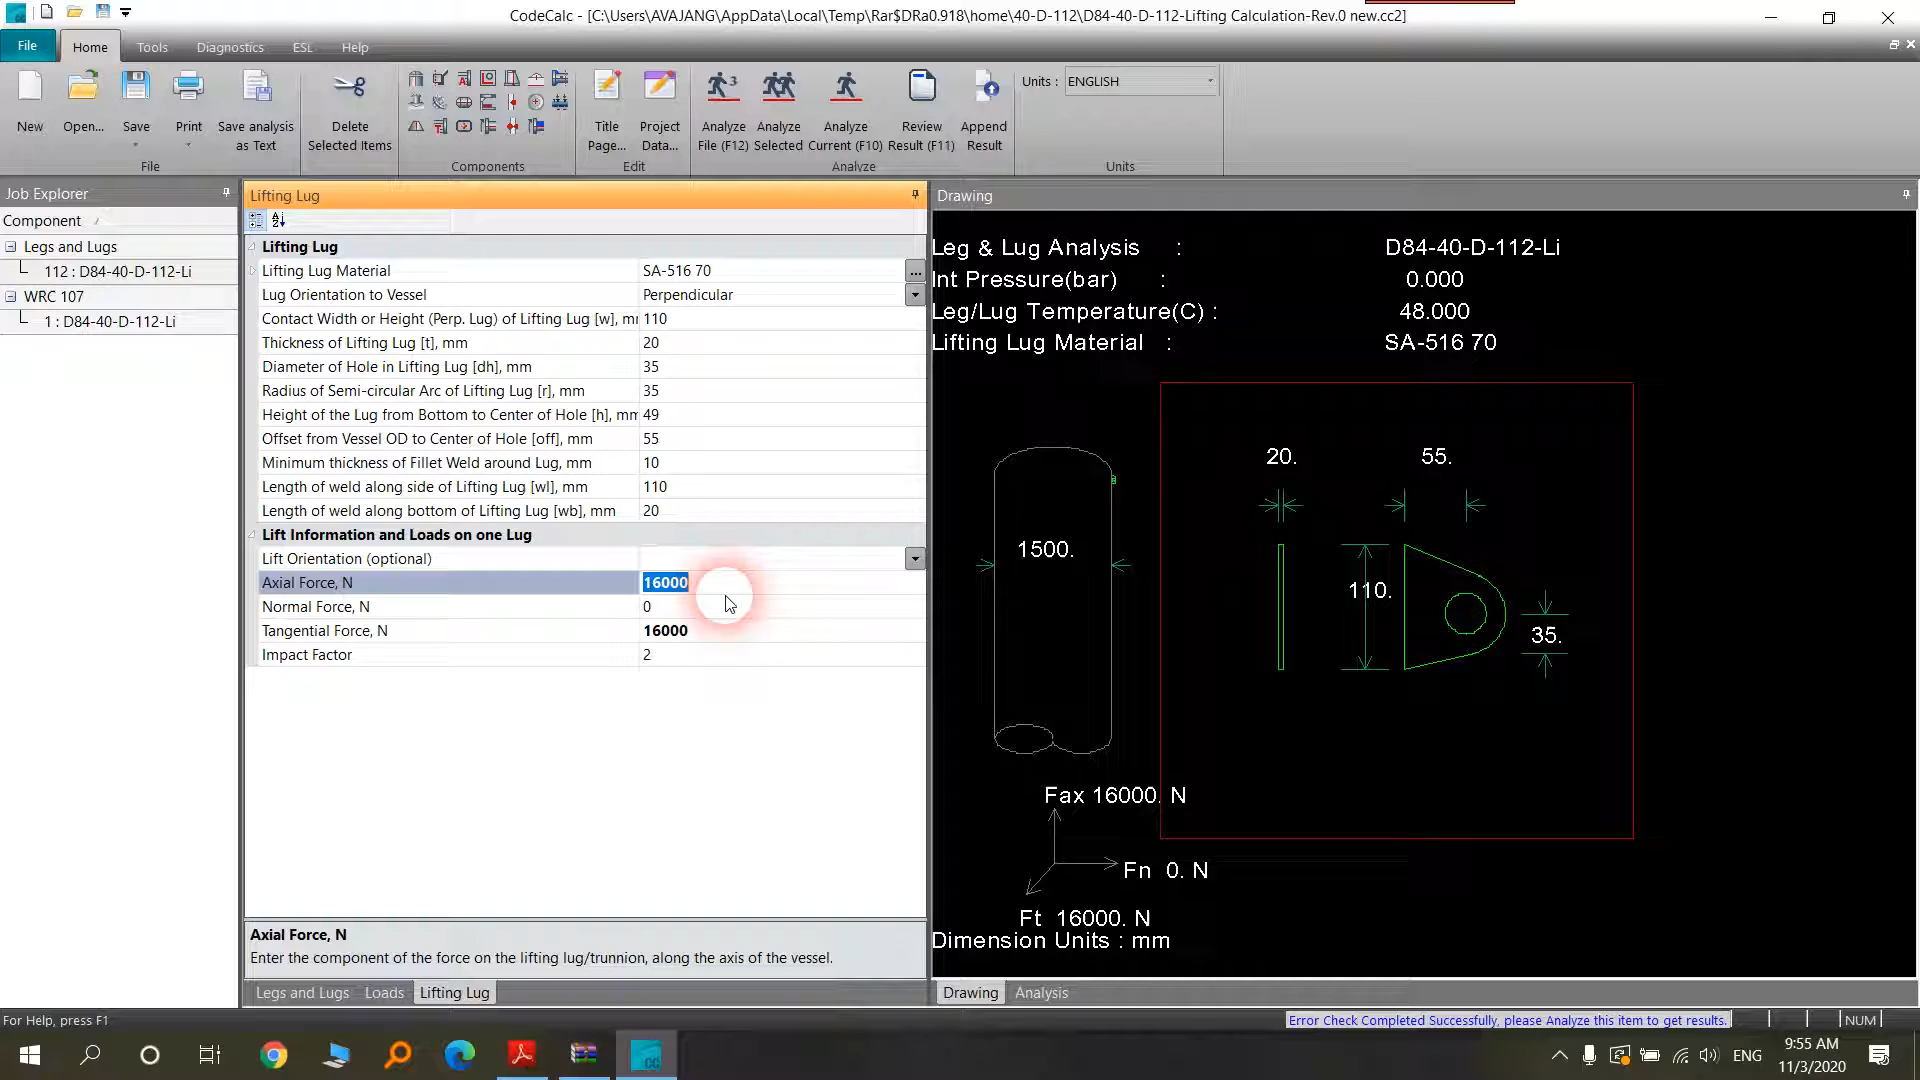 CodeCalc - [C:\Users\AVAJANG\AppData\Local\Temp\Rar$DRa0.918\home\40-D-112\D84-40-D-112-Lifting Calculation-Rev.0 new.cc2]
File Home Tools Diagnostics ESL Help
New Open... Save Print Save analysis as Text
Delete Selected Items
Title Page... Project Data...
Analyze File (F12) Analyze Selected Analyze Current (F10) Review Result (F11) Append Result
Units : ENGLISH
File Components Edit Analyze Units
Job Explorer
Component
Legs and Lugs
112 : D84-40-D-112-Li
WRC 107
1 : D84-40-D-112-Li
Lifting Lug
Lifting Lug
Lifting Lug Material SA-516 70 ...
Lug Orientation to Vessel Perpendicular
Contact Width or Height (Perp. Lug) of Lifting Lug [w], mr 110
Thickness of Lifting Lug [t], mm 20
Diameter of Hole in Lifting Lug [dh], mm 35
Radius of Semi-circular Arc of Lifting Lug [r], mm 35
Height of the Lug from Bottom to Center of Hole [h], mm 49
Offset from Vessel OD to Center of Hole [off], mm 55
Minimum thickness of Fillet Weld around Lug, mm 10
Length of weld along side of Lifting Lug [wl], mm 110
Length of weld along bottom of Lifting Lug [wb], mm 20
Lift Information and Loads on one Lug
Lift Orientation (optional)
Axial Force, N 16000
Normal Force, N 0
Tangential Force, N 16000
Impact Factor 2
Axial Force, N
Enter the component of the force on the lifting lug/trunnion, along the axis of the vessel.
Legs and Lugs Loads Lifting Lug
Drawing
Leg & Lug Analysis : D84-40-D-112-Li
Int Pressure(bar) : 0.000
Leg/Lug Temperature(C) : 48.000
Lifting Lug Material : SA-516 70
20. 55.
1500.
110.
35.
Fax 16000. N
Fn 0. N
Ft 16000. N
Dimension Units : mm
Drawing Analysis
For Help, press F1
Error Check Completed Successfully, please Analyze this item to get results.
NUM
ENG
9:55 AM
11/3/2020